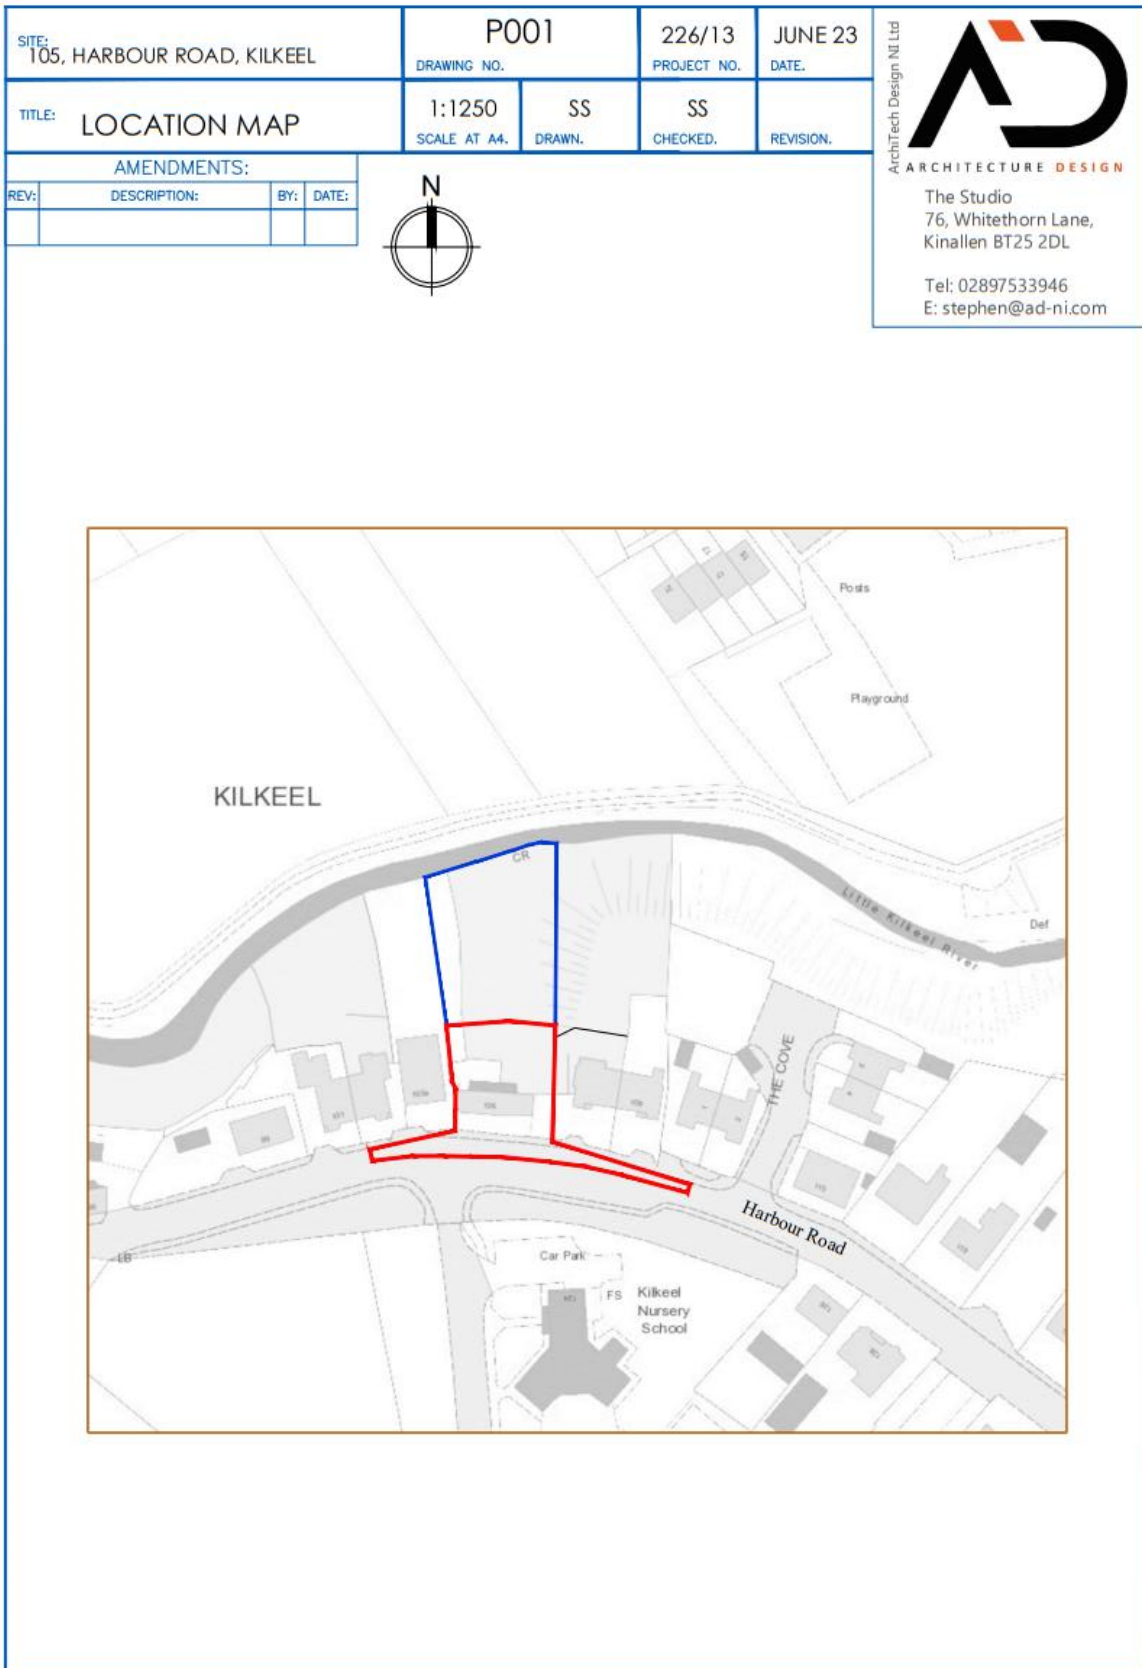 SITE:
105, HARBOUR ROAD, KILKEEL
P001
DRAWING NO.
226/13
PROJECT NO.
JUNE 23
DATE.
TITLE:
LOCATION MAP
1:1250
SCALE AT A4.
SS
DRAWN.
SS
CHECKED.
REVISION.
AMENDMENTS:
REV:
DESCRIPTION:
BY:
DATE:
N
ArchiTech Design NI Ltd
AD
ARCHITECTURE DESIGN
The Studio
76, Whitethorn Lane,
Kinallen BT25 2DL
Tel: 02897533946
E: stephen@ad-ni.com
Posts
Playground
KILKEEL
CR
Little Kilkeel River
Def
THE COVE
Harbour Road
LB
Car Park
FS
Kilkeel
Nursery
School